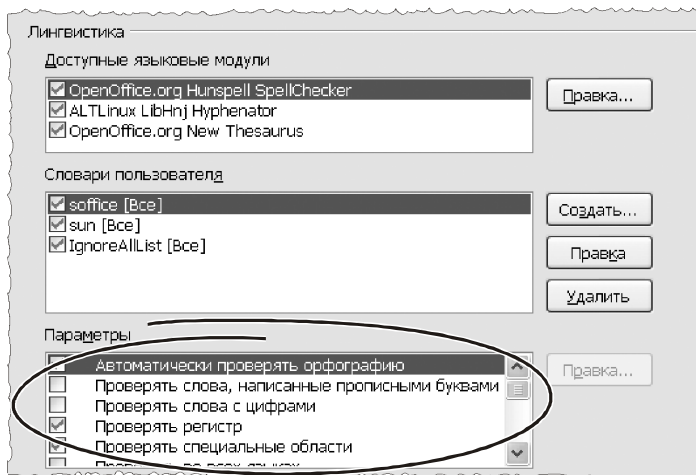 Лингвистика
Доступные языковые модули
OpenOffice.org Hunspell SpellChecker
ALTLinux LibHnj Hyphenator
OpenOffice.org New Thesaurus
Правка...
Словари пользователя
soffice [Все]
sun [Все]
IgnoreAllList [Все]
Создать...
Правка
Удалить
Параметры
Автоматически проверять орфографию
Проверять слова, написанные прописными буквами
Проверять слова с цифрами
Проверять регистр
Проверять специальные области
Правка...